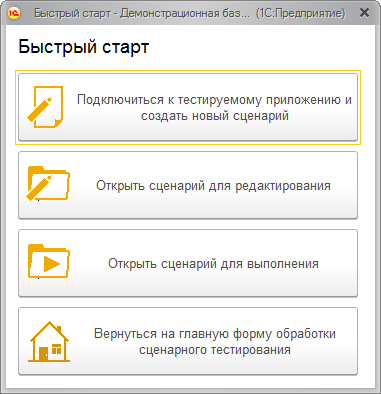 Быстрый старт - Демонстрационная баз... (1С:Предприятие)
Быстрый старт
Подключиться к тестируемому приложению и
создать новый сценарий
Открыть сценарий для редактирования
Открыть сценарий для выполнения
Вернуться на главную форму обработки
сценарного тестирования